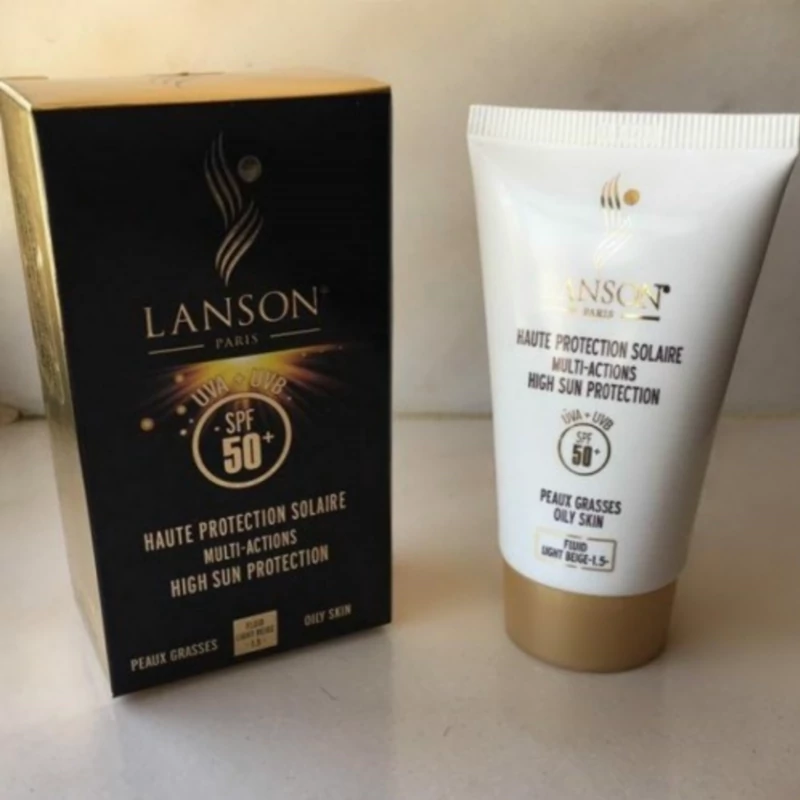 LANSON®
PARIS
UVA + UVB
SPF
50+
HAUTE PROTECTION SOLAIRE
MULTI-ACTIONS
HIGH SUN PROTECTION
PEAUX GRASSES
FLUID
LIGHT BEIGE
-1.5-
OILY SKIN
LANSON®
PARIS
HAUTE PROTECTION SOLAIRE
MULTI-ACTIONS
HIGH SUN PROTECTION
UVA + UVB
SPF
50+
PEAUX GRASSES
OILY SKIN
FLUID
LIGHT BEIGE-1.5-